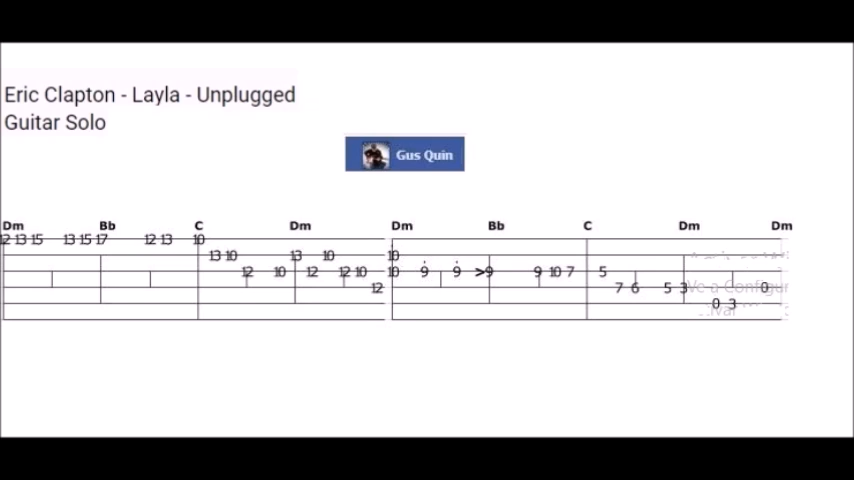 Eric Clapton - Layla - Unplugged
Guitar Solo
Gus Quin
Dm Bb C Dm Dm Bb C Dm Dm
12 13 15 13 15 17 12 13 10
13 10 13 10 10
12 10 12 12 10 10 9 9 >9 9 10 7 5
12 7 6 5 3 0
0 3